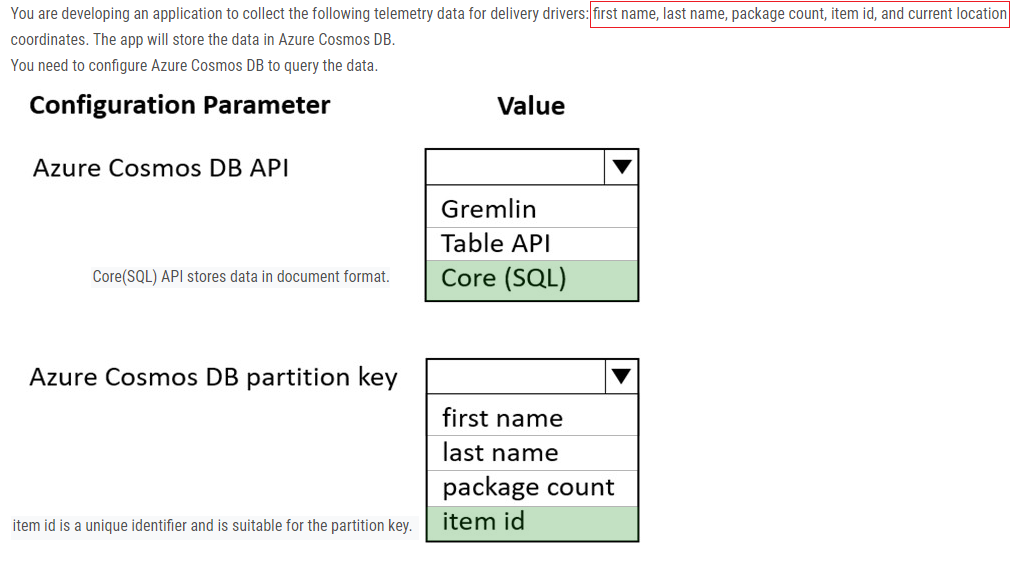 You are developing an application to collect the following telemetry data for delivery drivers: first name, last name, package count, item id, and current location
coordinates. The app will store the data in Azure Cosmos DB.
You need to configure Azure Cosmos DB to query the data.
Configuration Parameter Value
Azure Cosmos DB API
Gremlin
Table API
Core(SQL) API stores data in document format. Core (SQL)
Azure Cosmos DB partition key
first name
last name
package count
item id is a unique identifier and is suitable for the partition key. item id